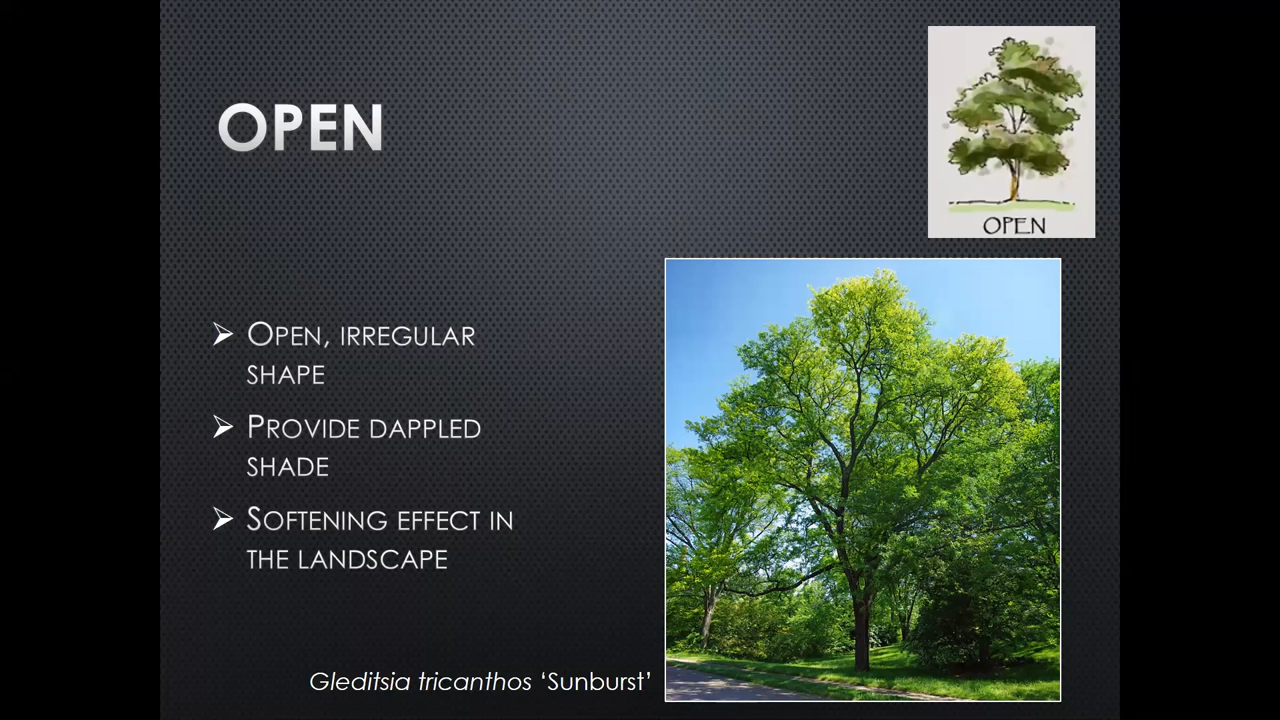 OPEN
OPEN
OPEN, IRREGULAR
SHAPE
PROVIDE DAPPLED
SHADE
SOFTENING EFFECT IN
THE LANDSCAPE
Gleditsia tricanthos ‘Sunburst’